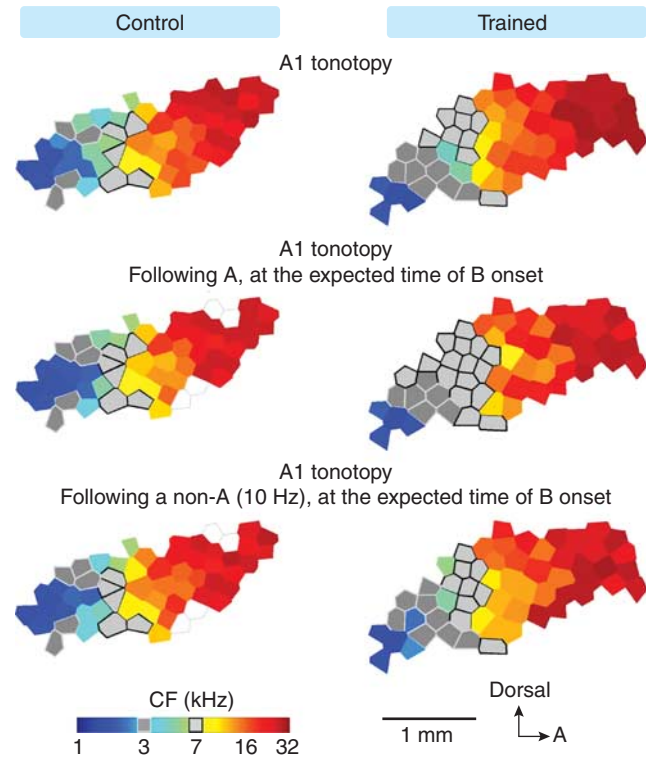 Control
Trained
A1 tonotopy
A1 tonotopy
Following A, at the expected time of B onset
A1 tonotopy
Following a non-A (10 Hz), at the expected time of B onset
CF (kHz)
1 3 7 16 32
1 mm
Dorsal
A